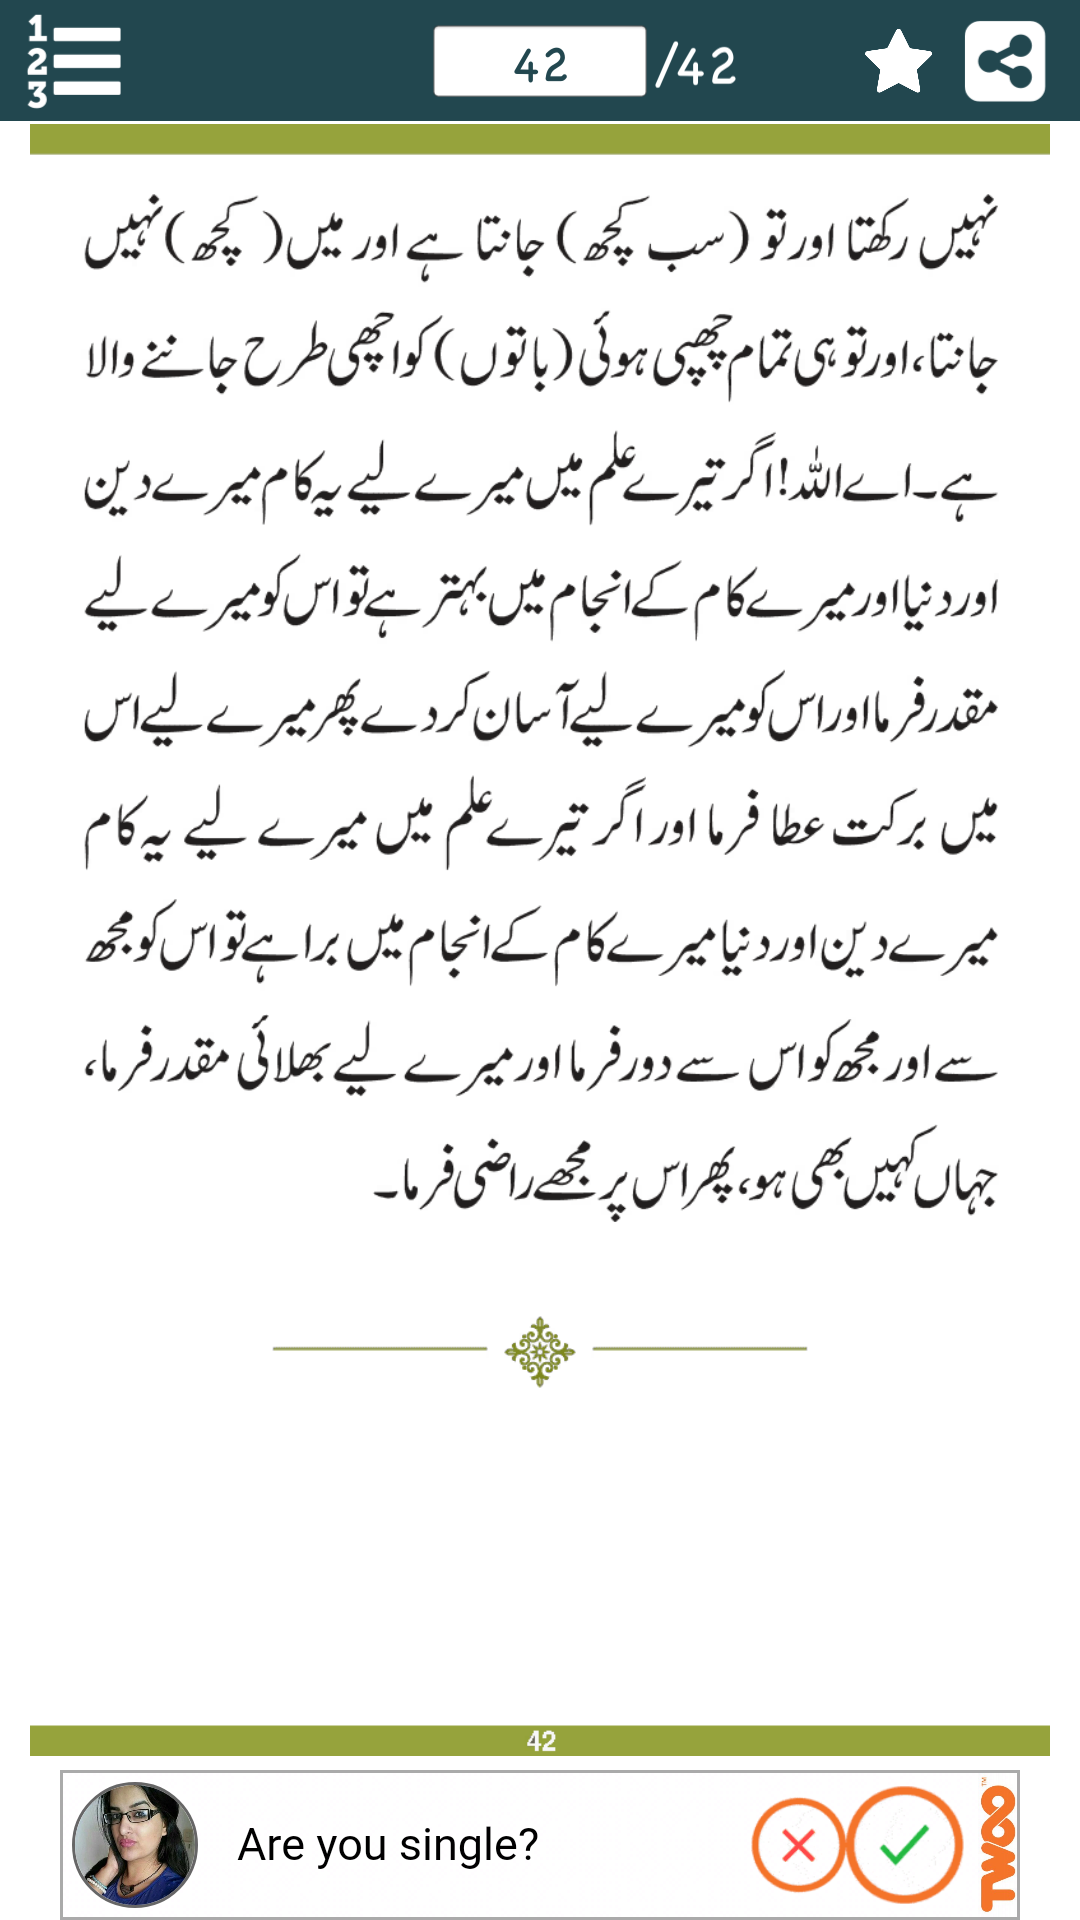 1
2
3
42
/42
نہیں رکھتا اور تو (سب کچھ) جانتا ہے اور میں (کچھ) نہیں
جانتا، اور تو ہی تمام چھپی ہوئی (باتوں) کو اچھی طرح جاننے والا
ہے۔ اے اللہ! اگر تیرے علم میں میرے لیے یہ کام میرے دین
اور دنیا اور میرے کام کے انجام میں بہتر ہے تو اس کو میرے لیے
مقدر فرما اور اس کو میرے لیے آسان کر دے پھر میرے لیے اس
میں برکت عطا فرما اور اگر تیرے علم میں میرے لیے یہ کام
میرے دین اور دنیا میرے کام کے انجام میں برا ہے تو اس کو مجھ
سے اور مجھ کو اس سے دور فرما اور میرے لیے بھلائی مقدر فرما،
جہاں کہیں بھی ہو، پھر اس پر مجھے راضی فرما۔
42
Are you single?
TWOO
TM